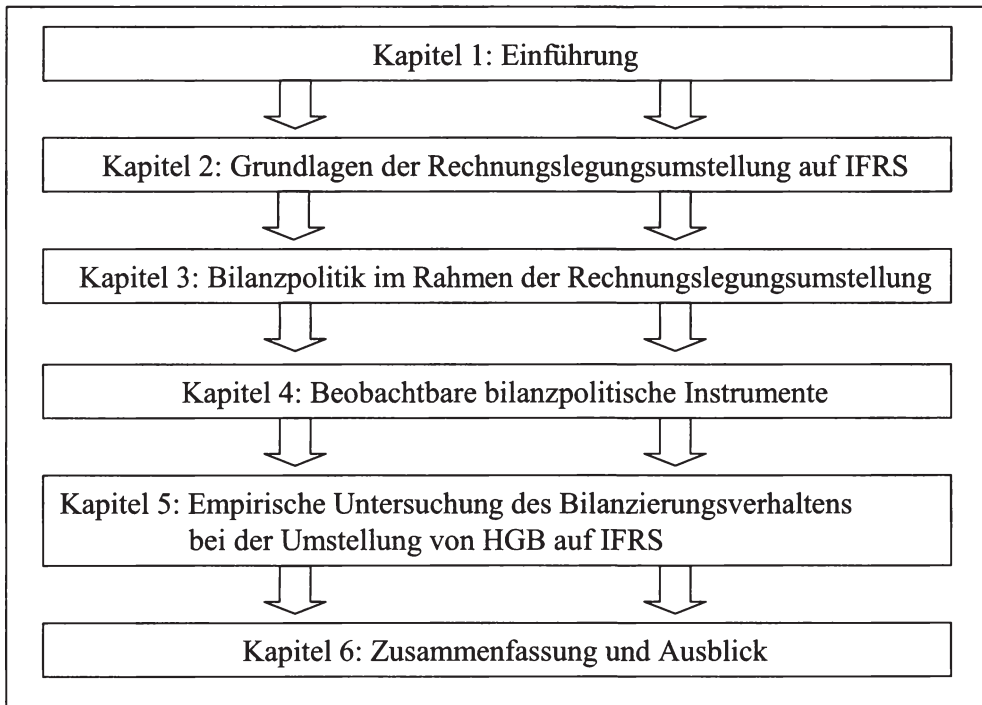 Kapitel 1: Einführung
Kapitel 2: Grundlagen der Rechnungslegungsumstellung auf IFRS
Kapitel 3: Bilanzpolitik im Rahmen der Rechnungslegungsumstellung
Kapitel 4: Beobachtbare bilanzpolitische Instrumente
Kapitel 5: Empirische Untersuchung des Bilanzierungsverhaltens
bei der Umstellung von HGB auf IFRS
Kapitel 6: Zusammenfassung und Ausblick